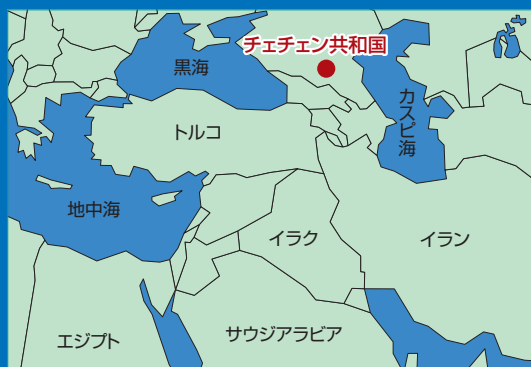 チェチェン共和国
黒海
カスピ海
トルコ
地中海
イラク
イラン
エジプト
サウジアラビア